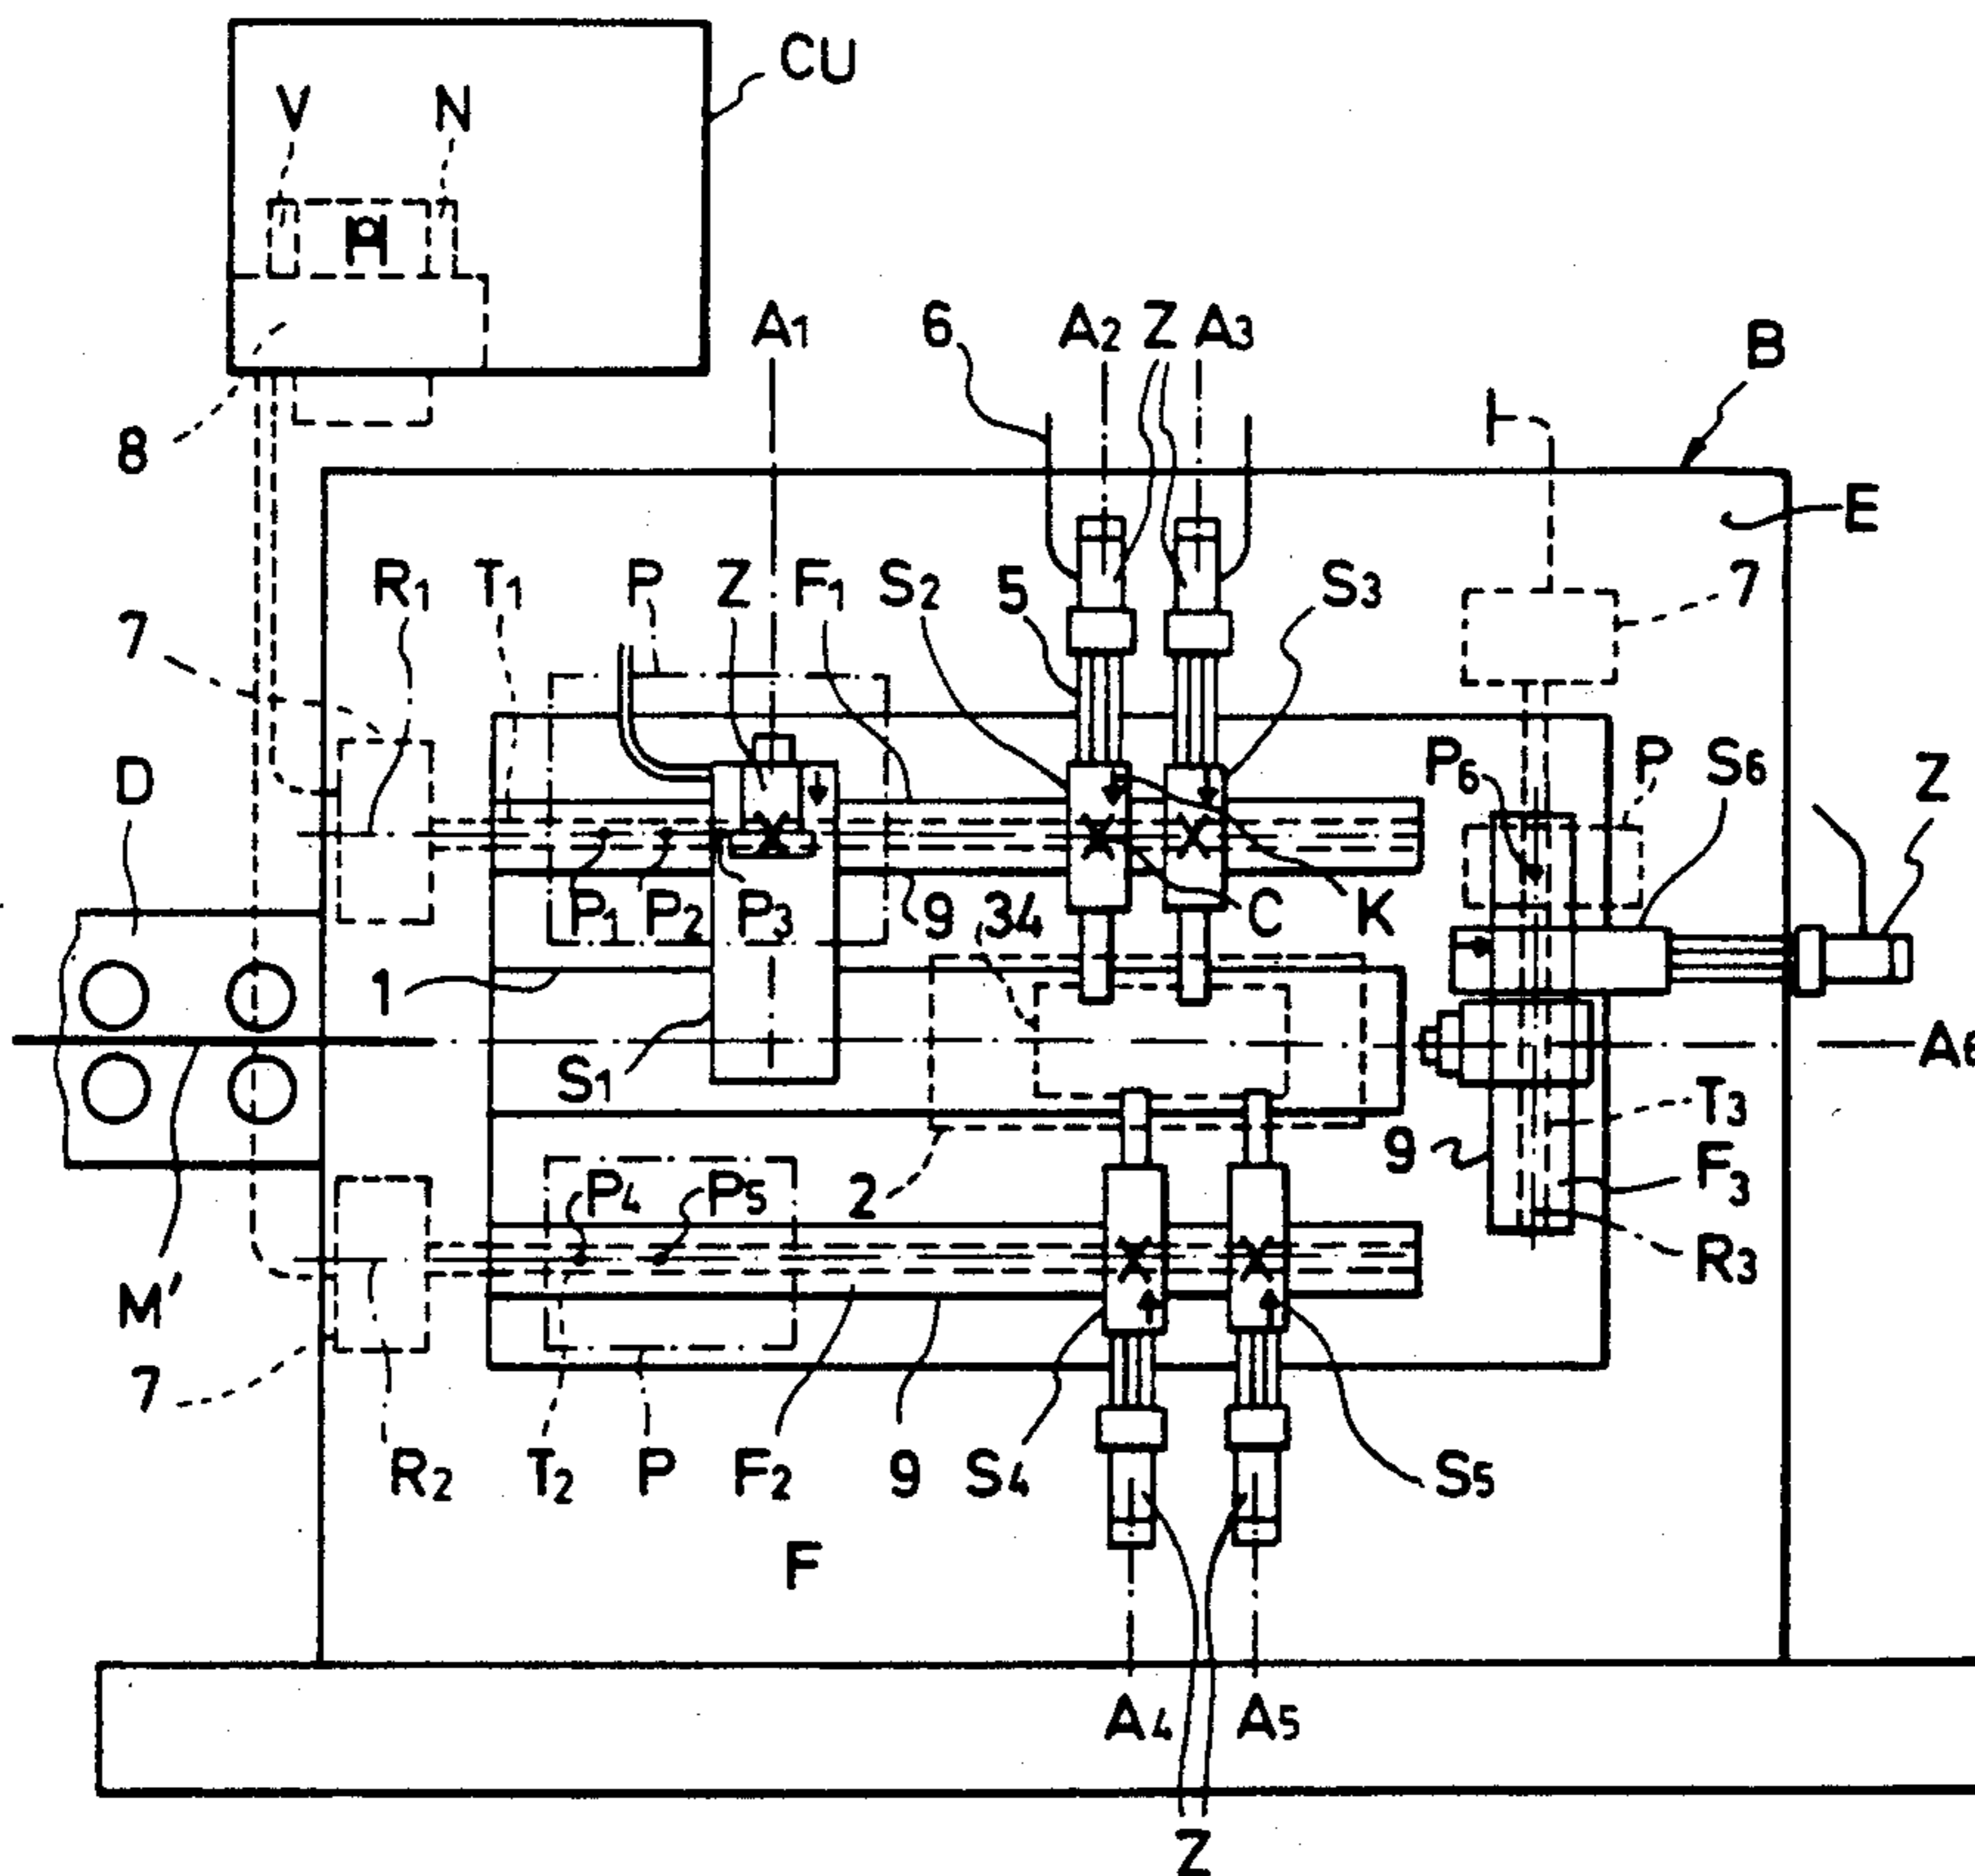 CU
V N
A1 6 A2 Z A3 B
8
E
R1 T1 P Z F1 S2 5 S3 7
7
D P6 P S6 Z
P1 P2 P3 9 34 C K
1
S1 A6
T3
P4 P5 2 9 F3
M' R3
7
R2 T2 P F2 9 S4 S5
F
A4 A5
Z